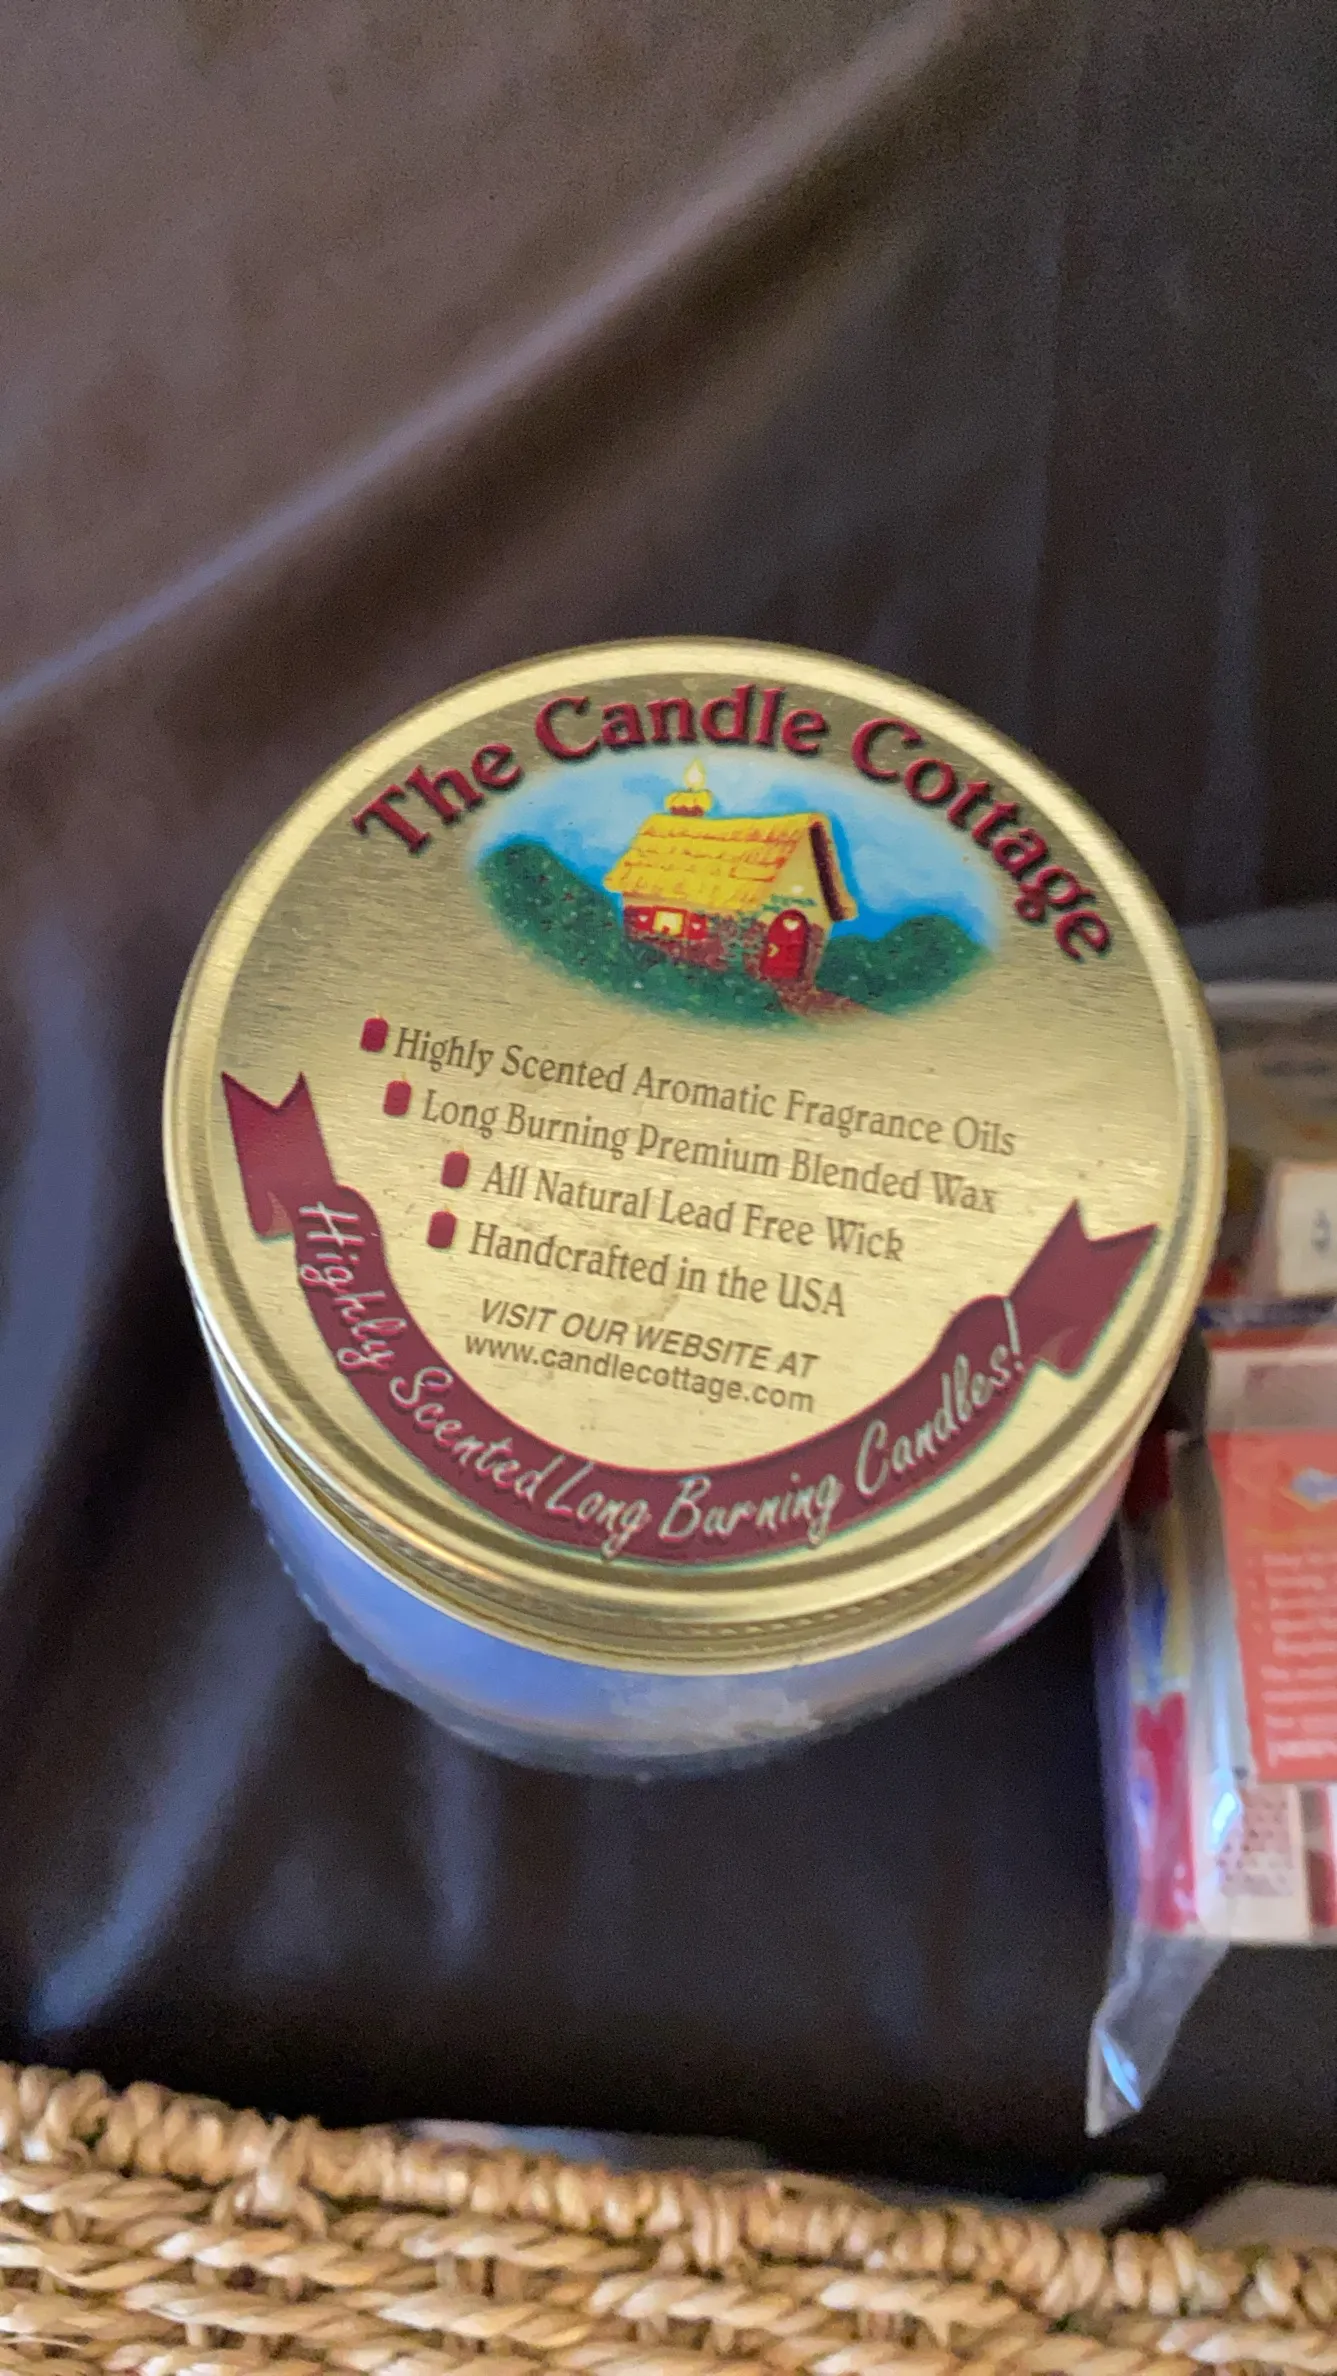 The Candle Cottage
Highly Scented Aromatic Fragrance Oils
Long Burning Premium Blended Wax
All Natural Lead Free Wick
Handcrafted in the USA
VISIT OUR WEBSITE AT
www.candlecottage.com
Highly Scented Long Burning Candles!